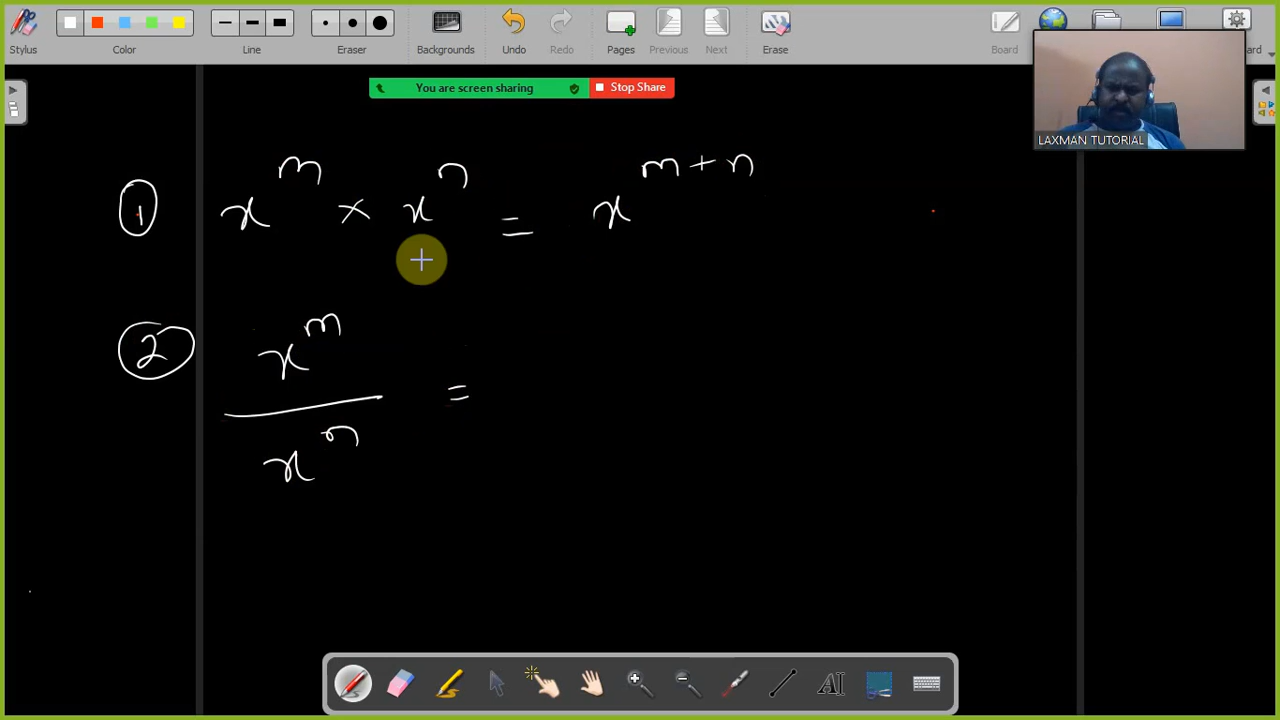 Stylus Color Line Eraser Backgrounds Undo Redo Pages Previous Next Erase Board
You are screen sharing Stop Share
LAXMAN TUTORIAL
① x^m × x^n = x^{m+n}
② x^m / x^n =
AI